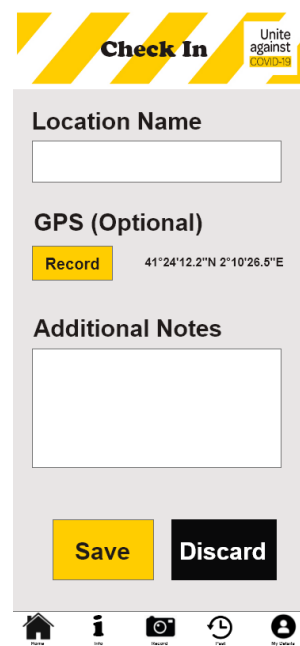 Check In
Unite
against
COVID-19
Location Name
GPS (Optional)
Record
41°24'12.2"N 2°10'26.5"E
Additional Notes
Save
Discard
Home
Info
Record
Past
My Details